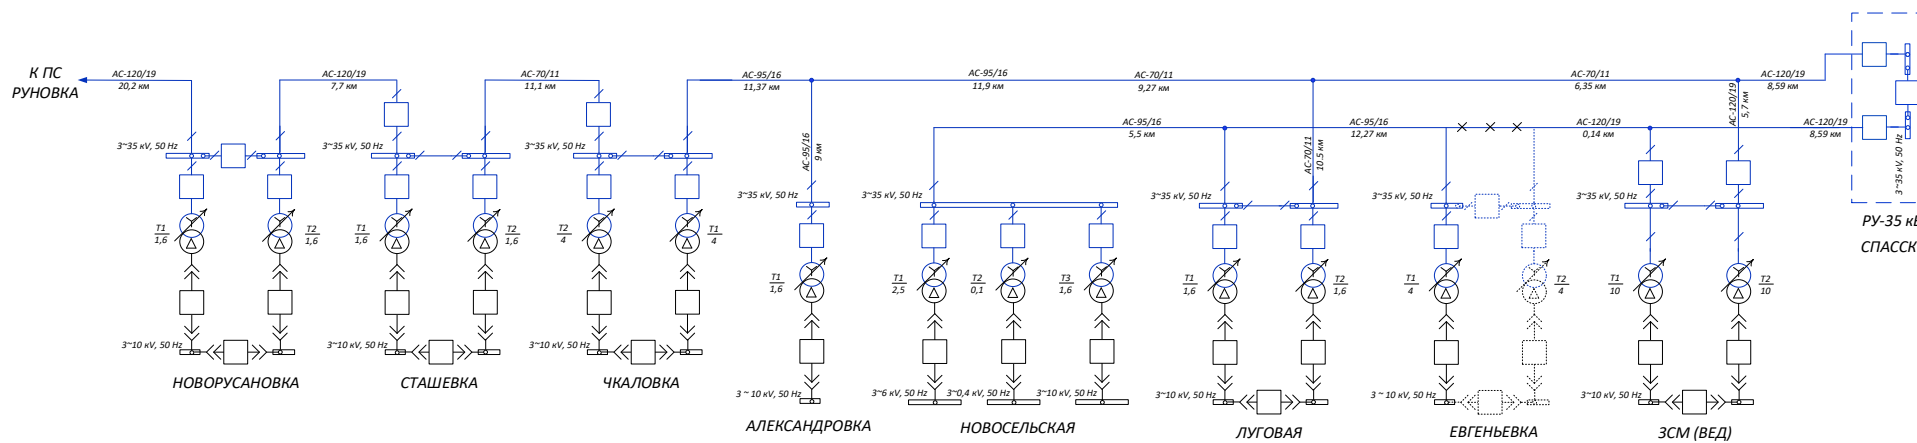 К ПС
РУНОВКА
АС-120/19
20,2 км
АС-120/19
7,7 км
АС-70/11
11,1 км
АС-95/16
11,37 км
АС-95/16
11,9 км
АС-70/11
9,27 км
АС-70/11
6,35 км
АС-120/19
8,59 км
АС-95/16
5,5 км
АС-95/16
12,27 км
АС-120/19
0,14 км
АС-120/19
8,59 км
АС-95/16
9 км
АС-70/11
10.5 км
АС-120/19
5,7 км
3~35 kV, 50 Hz
3~35 kV, 50 Hz
3~35 kV, 50 Hz
3~35 kV, 50 Hz
3~35 kV, 50 Hz
3~35 kV, 50 Hz
3~35 kV, 50 Hz
3~35 kV, 50 Hz
3~35 kV, 50 Hz
T1
1,6
T2
1,6
T1
1,6
T2
1,6
T2
4
T1
4
T1
1,6
T1
2,5
T2
0,1
T3
1,6
T1
1,6
T2
1,6
T1
4
T2
4
T1
10
T2
10
3~10 kV, 50 Hz
3~10 kV, 50 Hz
3~10 kV, 50 Hz
3 ~ 10 kV, 50 Hz
3~6 kV, 50 Hz
3~0,4 kV, 50 Hz
3~10 kV, 50 Hz
3~10 kV, 50 Hz
3 ~ 10 kV, 50 Hz
3~10 kV, 50 Hz
НОВОРУСАНОВКА
СТАШЕВКА
ЧКАЛОВКА
АЛЕКСАНДРОВКА
НОВОСЕЛЬСКАЯ
ЛУГОВАЯ
ЕВГЕНЬЕВКА
ЗСМ (ВЕД)
РУ-35 кВ
СПАССК